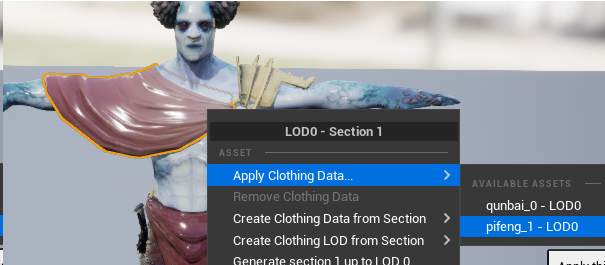 LOD0 - Section 1
ASSET
Apply Clothing Data...
Remove Clothing Data
Create Clothing Data from Section
Create Clothing LOD from Section
Generate section 1 up to LOD 0
AVAILABLE ASSETS
qunbai_0 - LOD0
pifeng_1 - LOD0
Apply thi